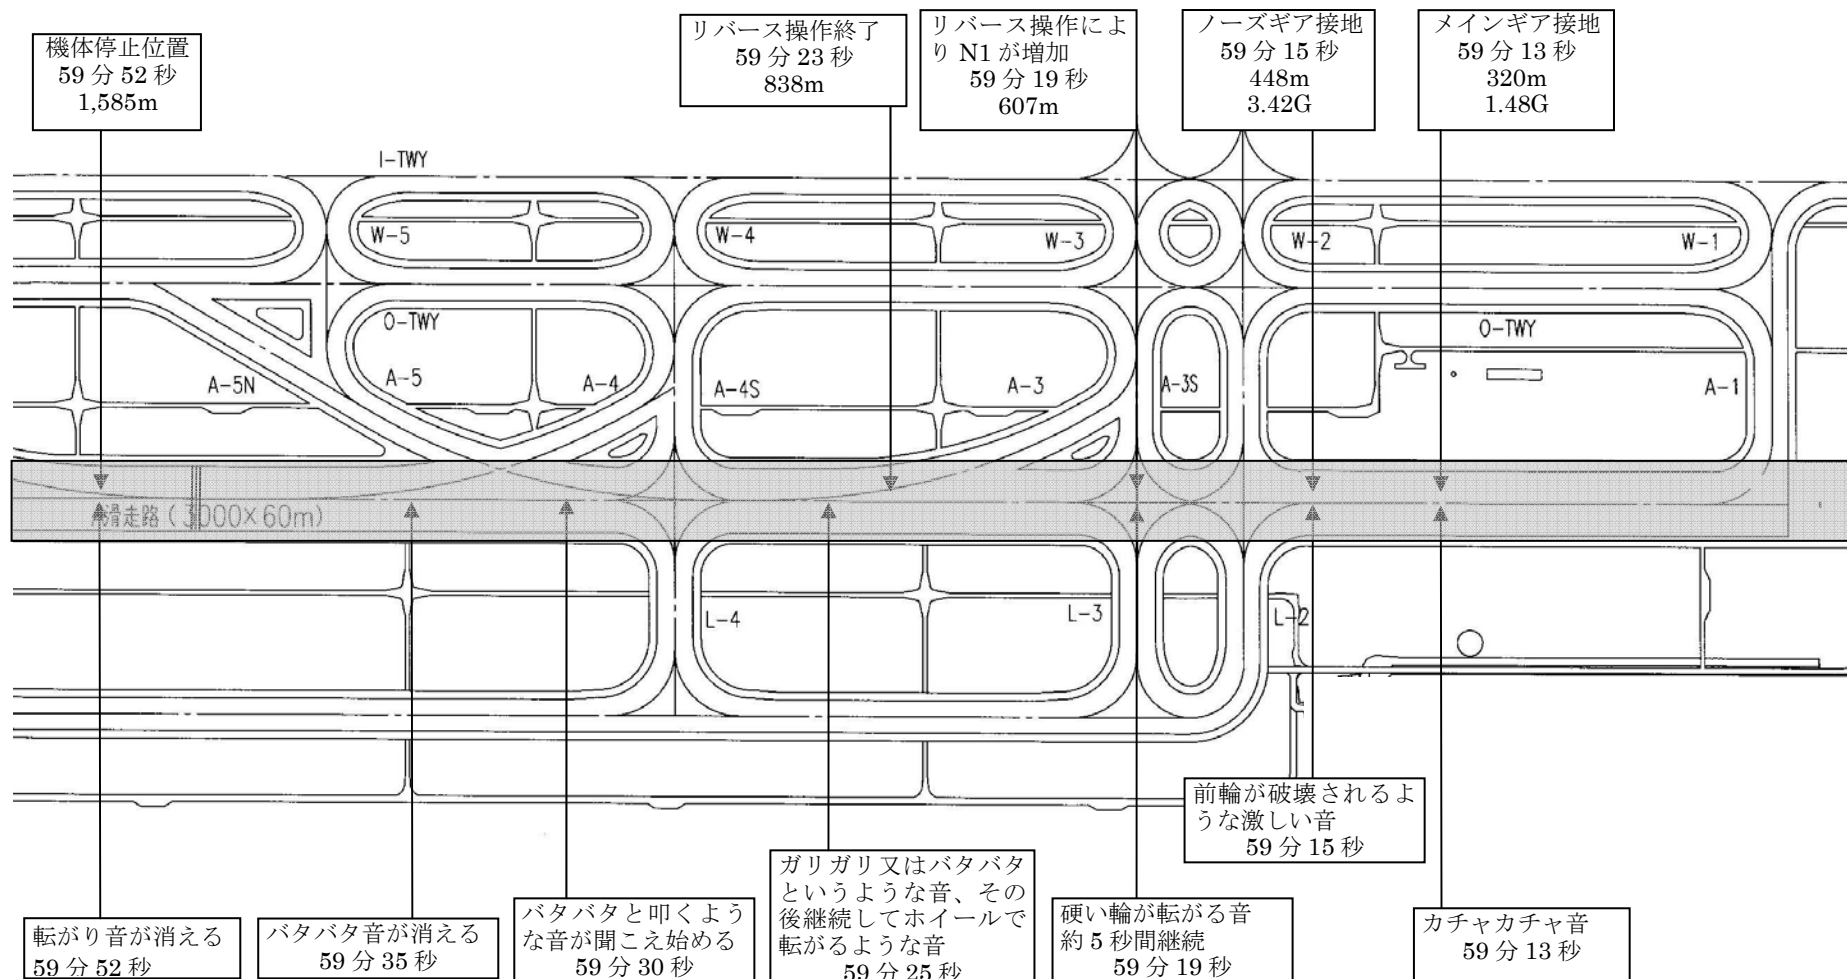 機体停止位置
59 分 52 秒
1,585m
リバース操作終了
59 分 23 秒
838m
リバース操作によ
り N1 が増加
59 分 19 秒
607m
ノーズギア接地
59 分 15 秒
448m
3.42G
メインギア接地
59 分 13 秒
320m
1.48G
I-TWY
W-5
W-4
W-3
W-2
W-1
O-TWY
O-TWY
A-5N
A-5
A-4
A-4S
A-3
A-3S
A-1
滑走路(3000×60m)
L-4
L-3
L-2
前輪が破壊されるよ
うな激しい音
59 分 15 秒
転がり音が消える
59 分 52 秒
バタバタ音が消える
59 分 35 秒
バタバタと叩くよう
な音が聞こえ始める
59 分 30 秒
ガリガリ又はバタバタ
というような音、その
後継続してホイールで
転がるような音
59 分 25 秒
硬い輪が転がる音
約 5 秒間継続
59 分 19 秒
カチャカチャ音
59 分 13 秒